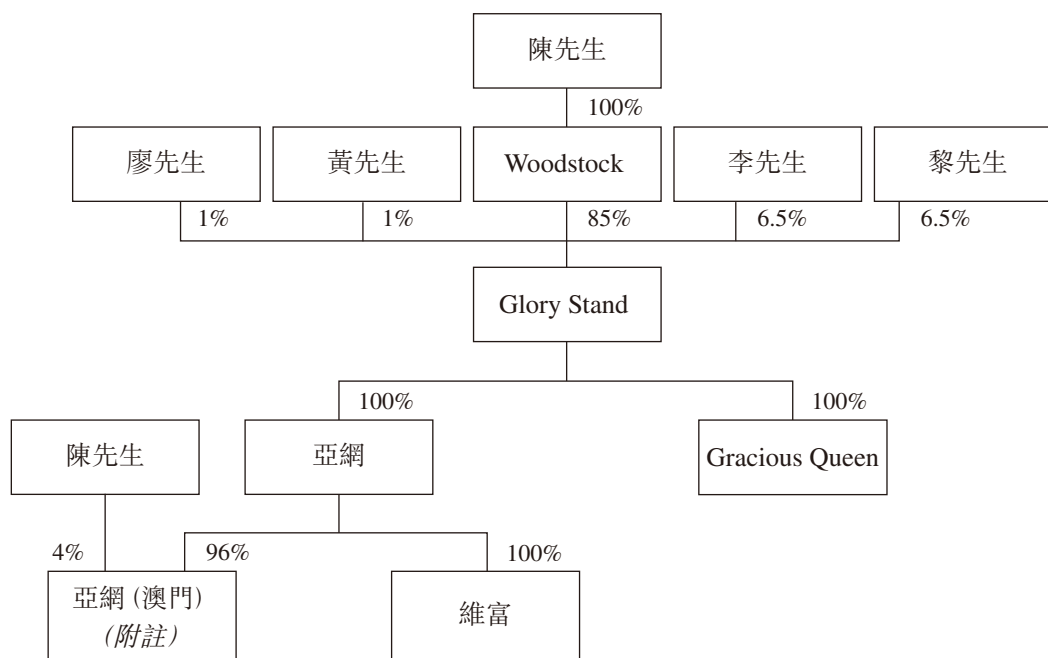 陳先生
100%
廖先生
黃先生
Woodstock
李先生
黎先生
1%
1%
85%
6.5%
6.5%
Glory Stand
100%
100%
陳先生
亞網
Gracious Queen
4%
96%
100%
亞網 (澳門)
(附註)
維富